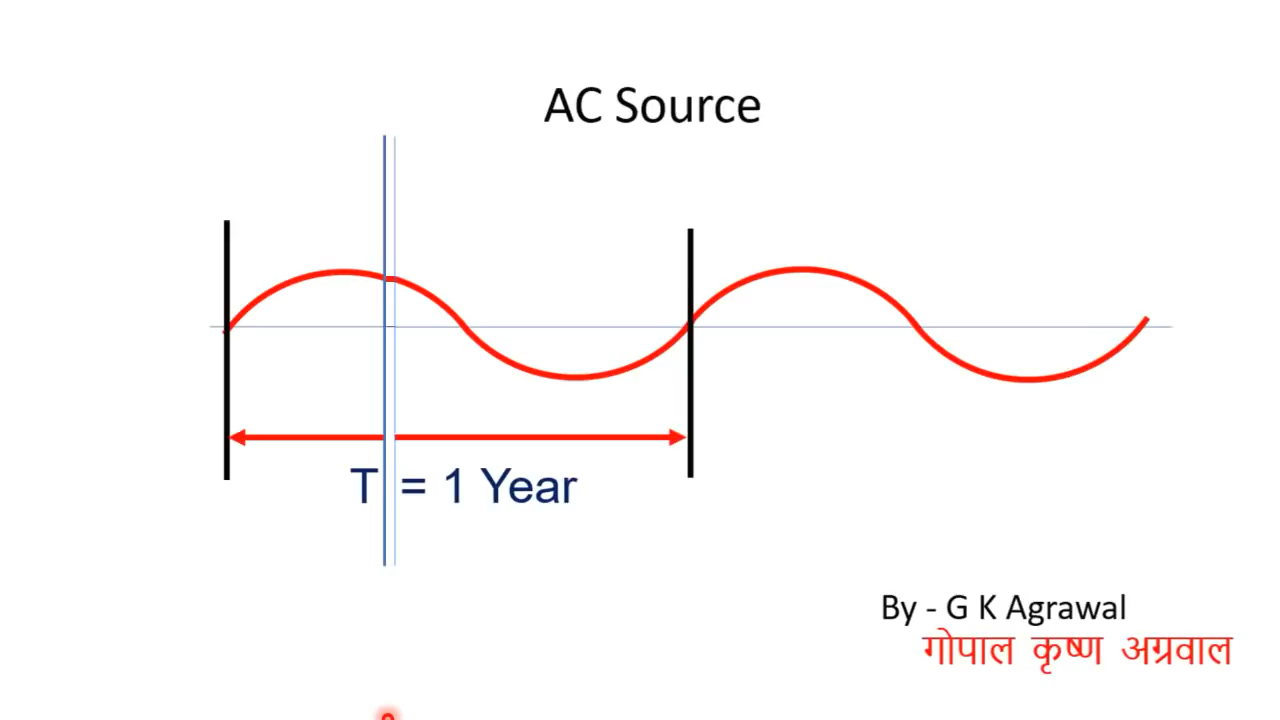 AC Source
T = 1 Year
By - G K Agrawal
गोपाल कृष्ण अग्रवाल